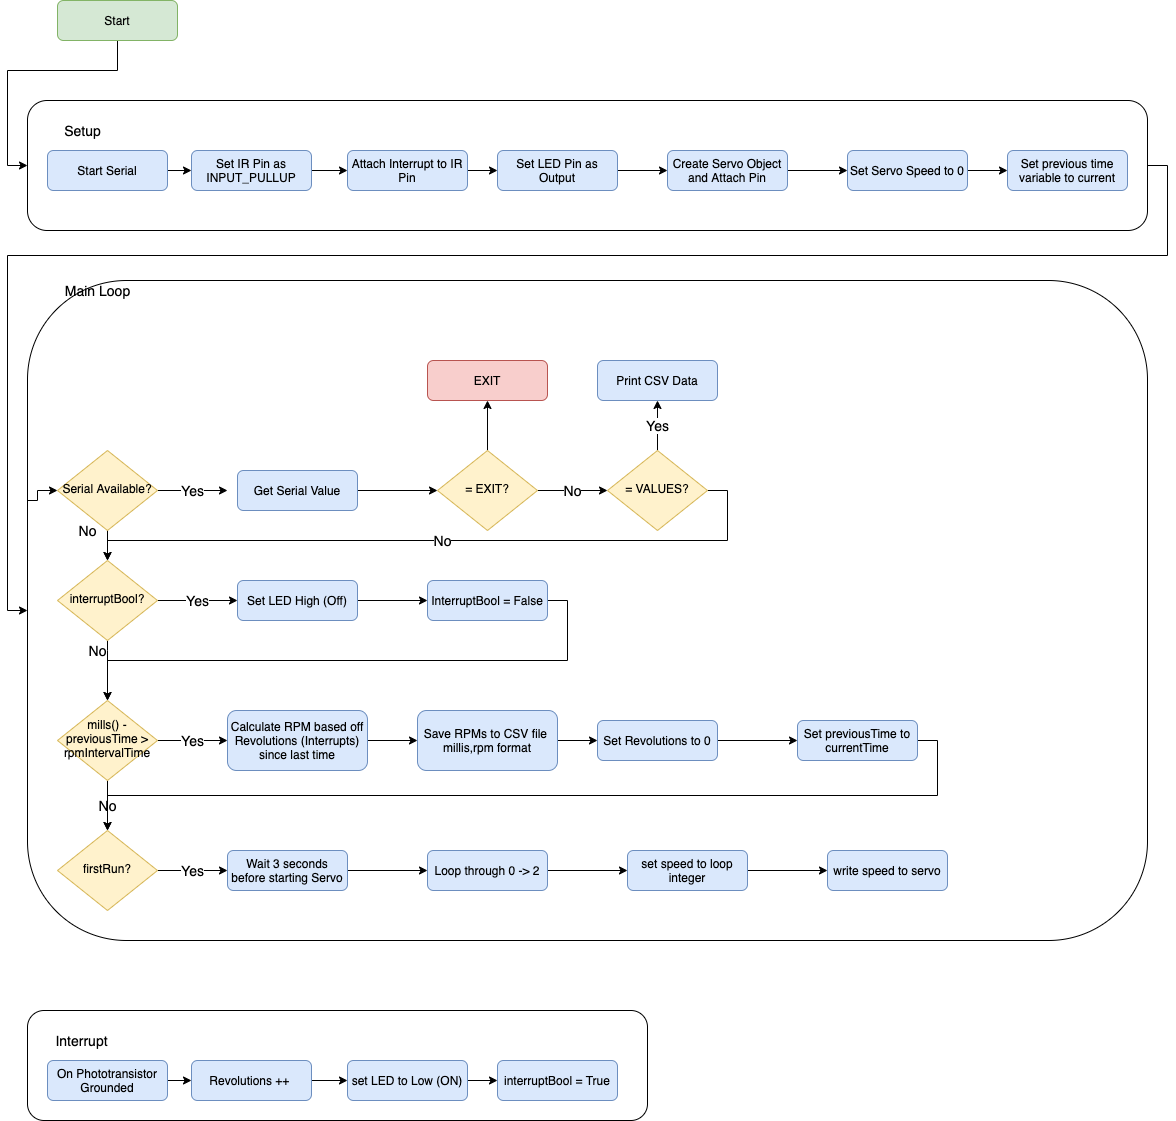 Start
Setup
Start Serial
Set IR Pin as
INPUT_PULLUP
Attach Interrupt to IR
Pin
Set LED Pin as
Output
Create Servo Object
and Attach Pin
Set Servo Speed to 0
Set previous time
variable to current
Main Loop
EXIT
Print CSV Data
Yes
Serial Available?
Yes
Get Serial Value
= EXIT?
No
= VALUES?
No
No
interruptBool?
Yes
Set LED High (Off)
InterruptBool = False
No
mills() -
previousTime >
rpmIntervalTime
Yes
Calculate RPM based off
Revolutions (Interrupts)
since last time
Save RPMs to CSV file
millis,rpm format
Set Revolutions to 0
Set previousTime to
currentTime
No
firstRun?
Yes
Wait 3 seconds
before starting Servo
Loop through 0 -> 2
set speed to loop
integer
write speed to servo
Interrupt
On Phototransistor
Grounded
Revolutions ++
set LED to Low (ON)
interruptBool = True